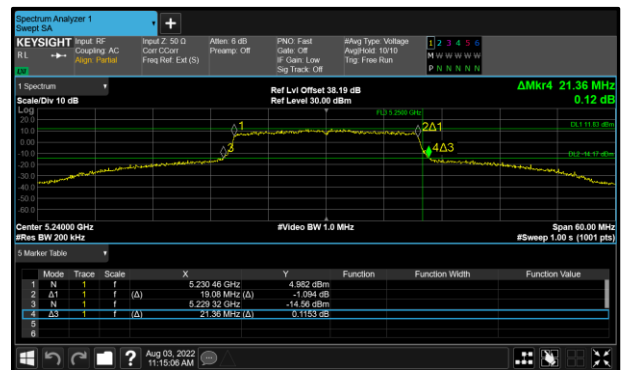 Spectrum Analyzer 1
Swept SA
+
KEYSIGHT Input: RF Input Z: 50 Ω Atten: 6 dB PNO: Fast #Avg Type: Voltage 1 2 3 4 5 6
RL Coupling: AC Corr CCorr Preamp: Off Gate: Off Avg|Hold: 10/10 M W W W W W
Align: Partial Freq Ref: Ext (S) IF Gain: Low Trig: Free Run
Sig Track: Off P N N N N N
LXI
1 Spectrum
Ref Lvl Offset 38.19 dB ΔMkr4 21.36 MHz
Scale/Div 10 dB Ref Level 30.00 dBm 0.12 dB
Log
FL3 5.2500 GHz
20.0
10.0
0.00
-10.0
-20.0
-30.0
-40.0
-50.0
-60.0
1
2Δ1
3
4Δ3
DL1 11.83 dBm
DL2 -14.17 dBm
Center 5.24000 GHz #Video BW 1.0 MHz Span 60.00 MHz
#Res BW 200 kHz #Sweep 1.00 s (1001 pts)
5 Marker Table
Mode Trace Scale X Y Function Function Width Function Value
1 N 1 f 5.230 46 GHz 4.982 dBm
2 Δ1 1 f (Δ) 19.08 MHz (Δ) -1.094 dB
3 N 1 f 5.229 32 GHz -14.56 dBm
4 Δ3 1 f (Δ) 21.36 MHz (Δ) 0.1153 dB
5
6
? Aug 03, 2022
11:15:06 AM